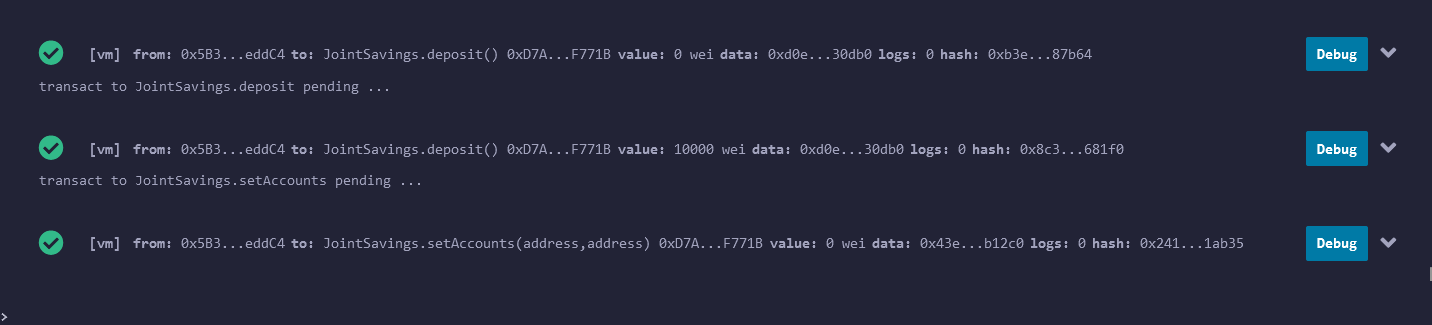 [vm] from: 0x5B3...eddC4 to: JointSavings.deposit() 0xD7A...F771B value: 0 wei data: 0xd0e...30db0 logs: 0 hash: 0xb3e...87b64 Debug
transact to JointSavings.deposit pending ...
[vm] from: 0x5B3...eddC4 to: JointSavings.deposit() 0xD7A...F771B value: 10000 wei data: 0xd0e...30db0 logs: 0 hash: 0x8c3...681f0 Debug
transact to JointSavings.setAccounts pending ...
[vm] from: 0x5B3...eddC4 to: JointSavings.setAccounts(address,address) 0xD7A...F771B value: 0 wei data: 0x43e...b12c0 logs: 0 hash: 0x241...1ab35 Debug
>